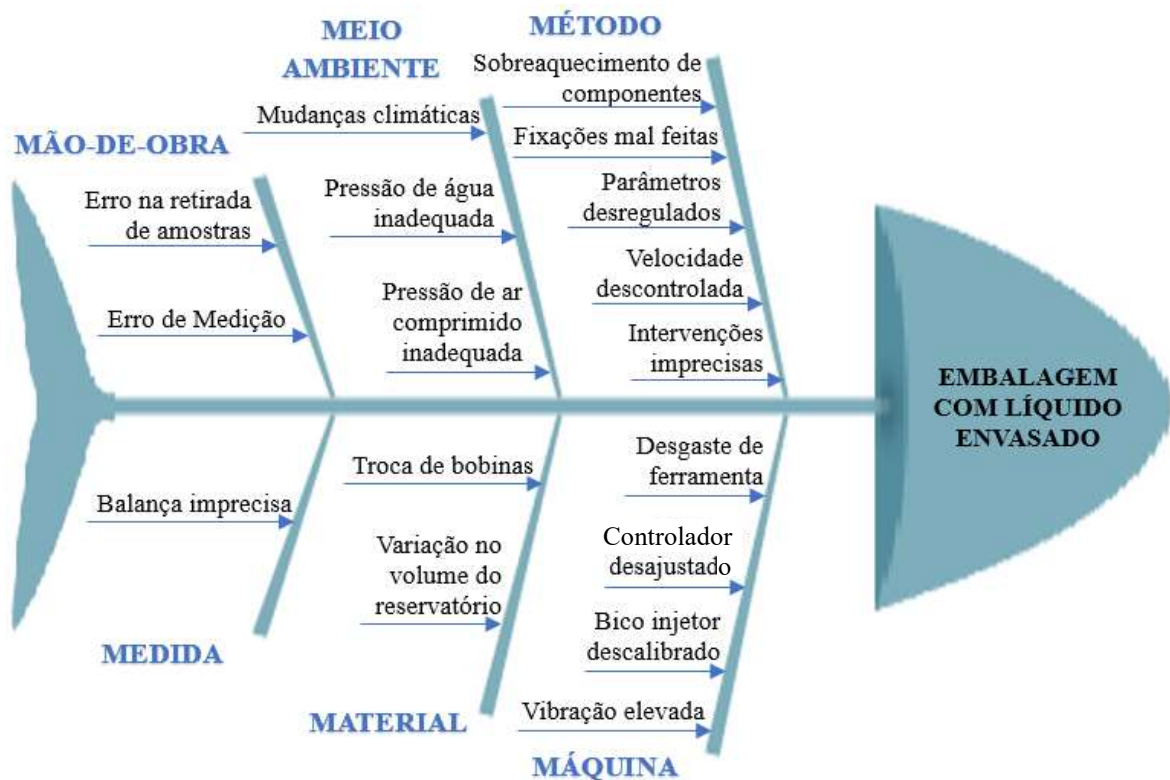 MÃO-DE-OBRA
Erro na retirada
de amostras
Erro de Medição
MEIO
AMBIENTE
Mudanças climáticas
Pressão de água
inadequada
Pressão de ar
comprimido
inadequada
MÉTODO
Sobreaquecimento de
componentes
Fixações mal feitas
Parâmetros
desregulados
Velocidade
descontrolada
Intervenções
imprecisas
EMBALAGEM
COM LÍQUIDO
ENVASADO
Balança imprecisa
MEDIDA
Troca de bobinas
Variação no
volume do
reservatório
MATERIAL
Desgaste de
ferramenta
Controlador
desajustado
Bico injetor
descalibrado
Vibração elevada
MÁQUINA